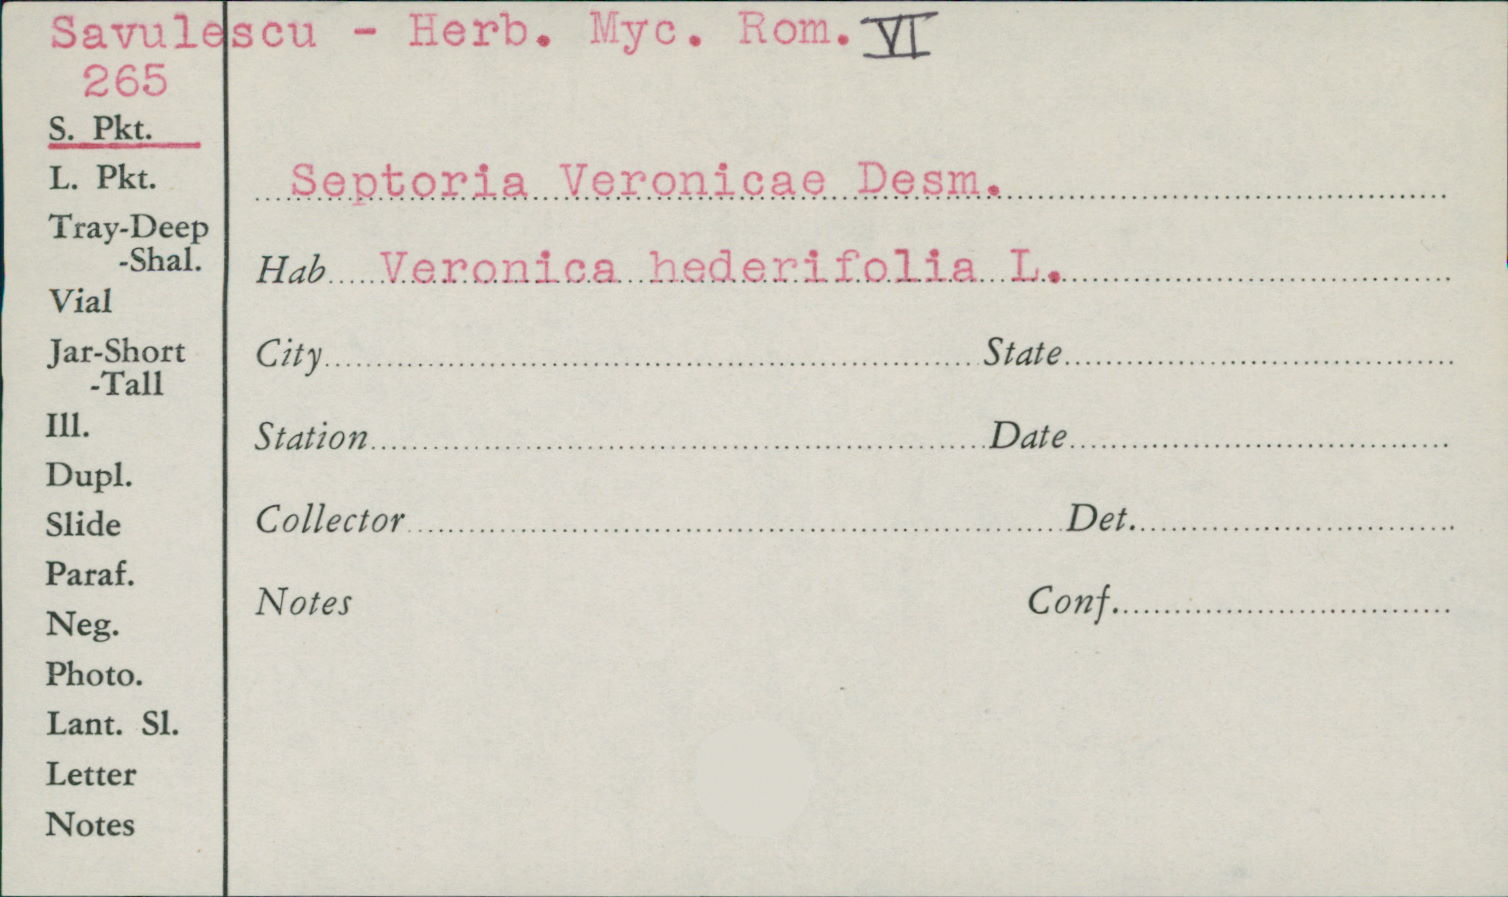 Savulescu - Herb. Myc. Rom. VI
265
S. Pkt.
L. Pkt.
Tray-Deep
-Shal.
Vial
Jar-Short
-Tall
Ill.
Dupl.
Slide
Paraf.
Neg.
Photo.
Lant. Sl.
Letter
Notes
Septoria Veronicae Desm.
Hab Veronica hederifolia L.
City State
Station Date
Collector Det.
Notes Conf.